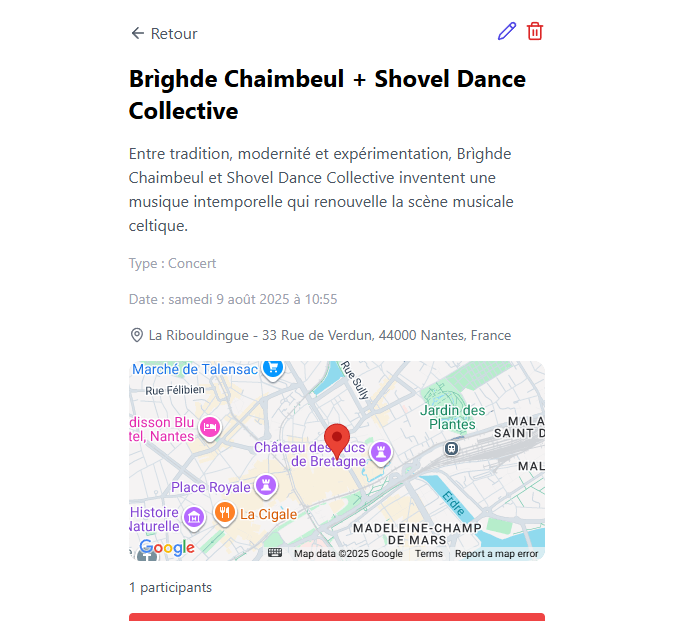 Retour
Brìghde Chaimbeul + Shovel Dance
Collective
Entre tradition, modernité et expérimentation, Brìghde
Chaimbeul et Shovel Dance Collective inventent une
musique intemporelle qui renouvelle la scène musicale
celtique.
Type : Concert
Date : samedi 9 août 2025 à 10:55
La Ribouldingue - 33 Rue de Verdun, 44000 Nantes, France
Marché de Talensac
Rue Félibien
Rue Sully
disson Blu
tel, Nantes
Jardin des
Plantes
MALA
SAINT D
Château des Ducs
de Bretagne
MAL
Place Royale
Erdre
Histoire
Naturelle
La Cigale
MADELEINE-CHAMP
DE MARS
Google
Map data ©2025 Google
Terms
Report a map error
1 participants